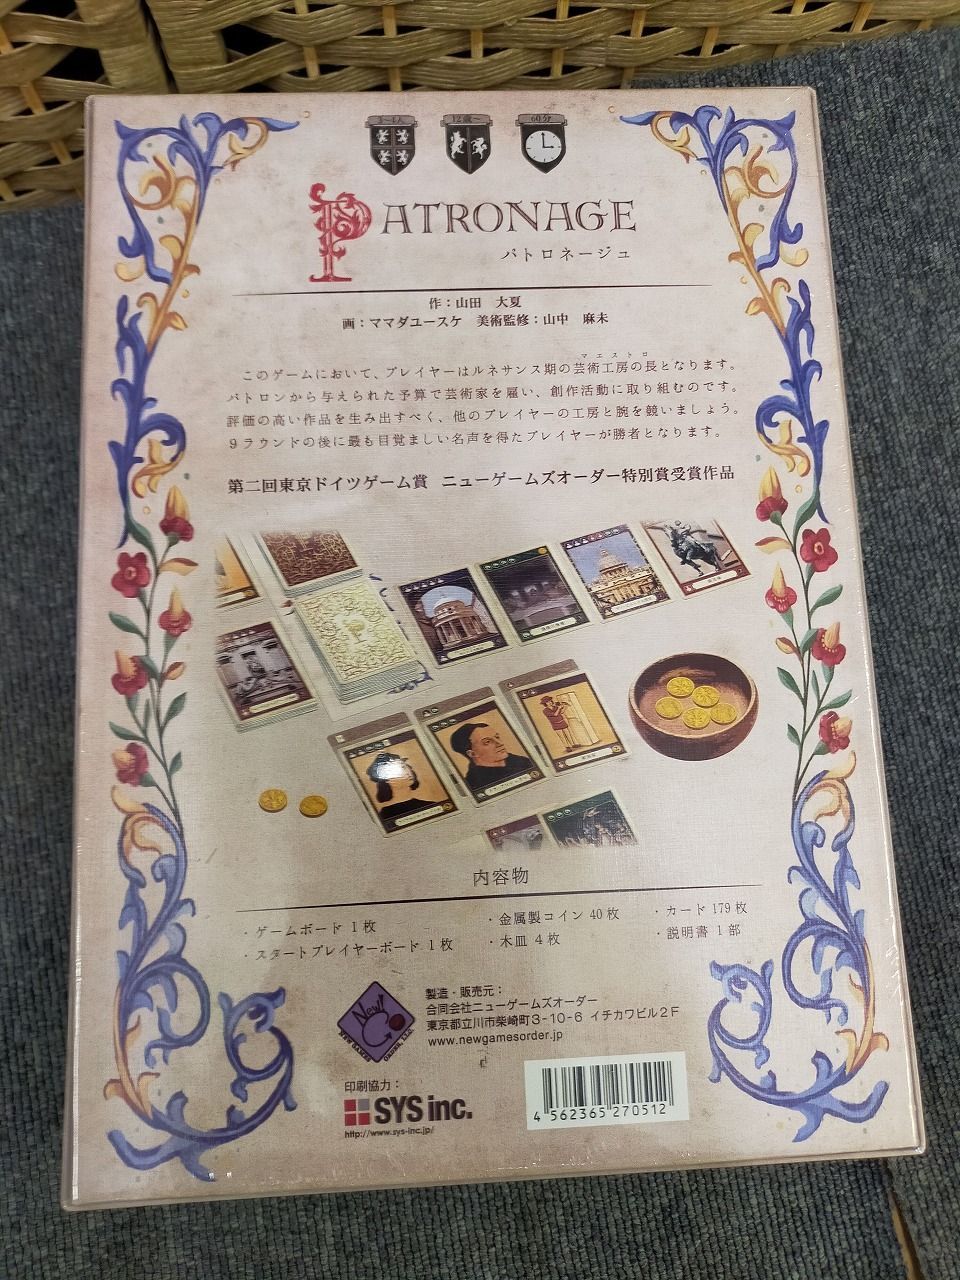 3~4人 12歳~ 60分
PATRONAGE
パトロネージュ
作:山田 大夏
画:ママダユースケ 美術監修:山中 麻未
マエストロ
このゲームにおいて、プレイヤーはルネサンス期の芸術工房の長となります。
パトロンから与えられた予算で芸術家を雇い、創作活動に取り組むのです。
評価の高い作品を生み出すべく、他のプレイヤーの工房と腕を競いましょう。
9ラウンドの後に最も目覚ましい名声を得たプレイヤーが勝者となります。
第二回東京ドイツゲーム賞 ニューゲームズオーダー特別賞受賞作品
内容物
・ゲームボード 1枚
・スタートプレイヤーボード 1枚
・金属製コイン 40枚
・木皿 4枚
・カード 179枚
・説明書 1部
New!
NEW GAMES ORDER, LLC.
製造・販売元:
合同会社ニューゲームズオーダー
東京都立川市柴崎町3-10-6 イチカワビル2F
www.newgamesorder.jp
印刷協力:
SYS inc.
http://www.sys-inc.jp/
4 562365 270512